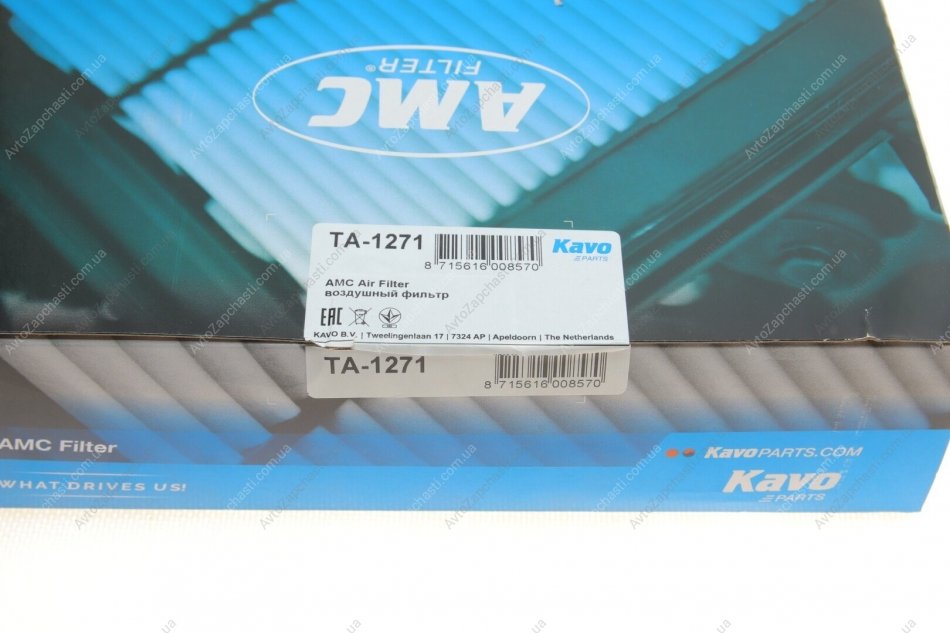 AMC
FILTER®
TA-1271
8 715616 008570
Kavo
PARTS
AMC Air Filter
воздушный фильтр
EAC
KAVO B.V. | Tweelingenlaan 17 | 7324 AP | Apeldoorn | The Netherlands
TA-1271
8 715616 008570
AMC Filter
WHAT DRIVES US!
KAVOPARTS.COM
Kavo
PARTS
AvtoZapchasti.com.ua